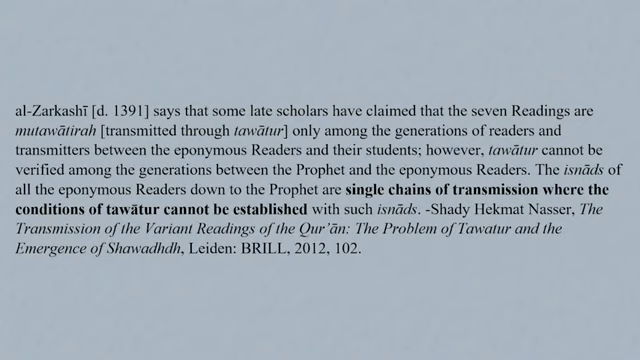 al-Zarkashī [d. 1391] says that some late scholars have claimed that the seven Readings are
mutawātirah [transmitted through tawātur] only among the generations of readers and
transmitters between the eponymous Readings and their students; however, tawātur cannot be
verified among the generations between the Prophet and the eponymous Readers. The isnāds of
all the eponymous Readers down to the Prophet are single chains of transmission where the
conditions of tawātur cannot be established with such isnāds. -Shady Hekmat Nasser, The
Transmission of the Variant Readings of the Qur’ān: The Problem of Tawatur and the
Emergence of Shawadhdh, Leiden: BRILL, 2012, 102.